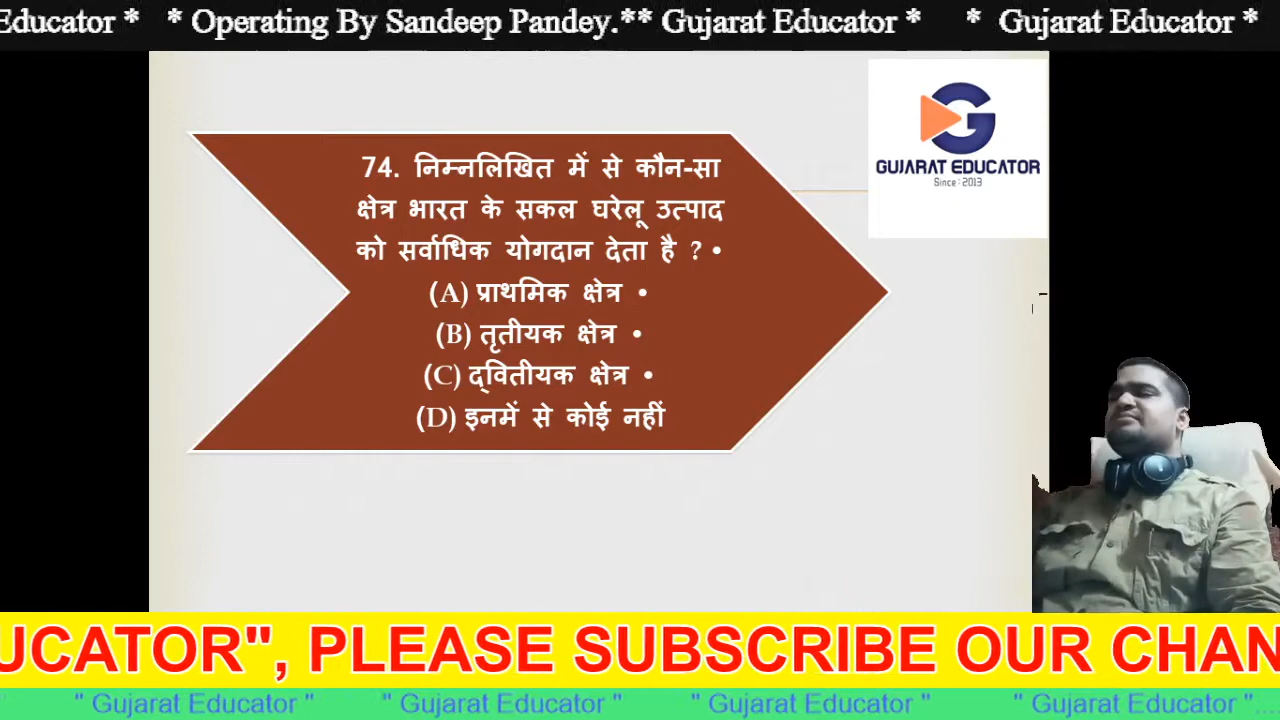 Educator * * Operating By Sandeep Pandey.** Gujarat Educator * * Gujarat Educator *
GUJARAT EDUCATOR
Since : 2013
74. निम्नलिखित में से कौन-सा
क्षेत्र भारत के सकल घरेलू उत्पाद
को सर्वाधिक योगदान देता है ? •
(A) प्राथमिक क्षेत्र •
(B) तृतीयक क्षेत्र •
(C) द्वितीयक क्षेत्र •
(D) इनमें से कोई नहीं
UCATOR", PLEASE SUBSCRIBE OUR CHAN
" Gujarat Educator " " Gujarat Educator " " Gujarat Educator " " Gujarat Educator "....